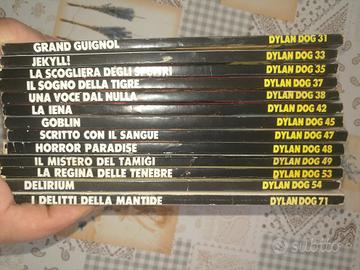 GRAND GUIGNOL DYLAN DOG 31
JEKYLL! DYLAN DOG 33
LA SCOGLIERA DEGLI SPETTRI DYLAN DOG 35
IL SOGNO DELLA TIGRE DYLAN DOG 37
UNA VOCE DAL NULLA DYLAN DOG 38
LA IENA DYLAN DOG 42
GOBLIN DYLAN DOG 45
SCRITTO CON IL SANGUE DYLAN DOG 47
HORROR PARADISE DYLAN DOG 48
IL MISTERO DEL TAMIGI DYLAN DOG 49
LA REGINA DELLE TENEBRE DYLAN DOG 53
DELIRIUM DYLAN DOG 54
I DELITTI DELLA MANTIDE DYLAN DOG 71
subito